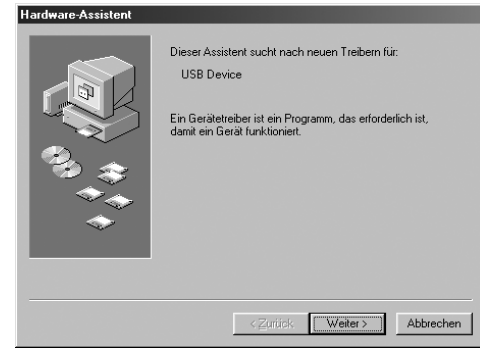 Hardware-Assistent
Dieser Assistent sucht nach neuen Treibern für:
USB Device
Ein Gerätetreiber ist ein Programm, das erforderlich ist,
damit ein Gerät funktioniert.
< Zurück Weiter > Abbrechen